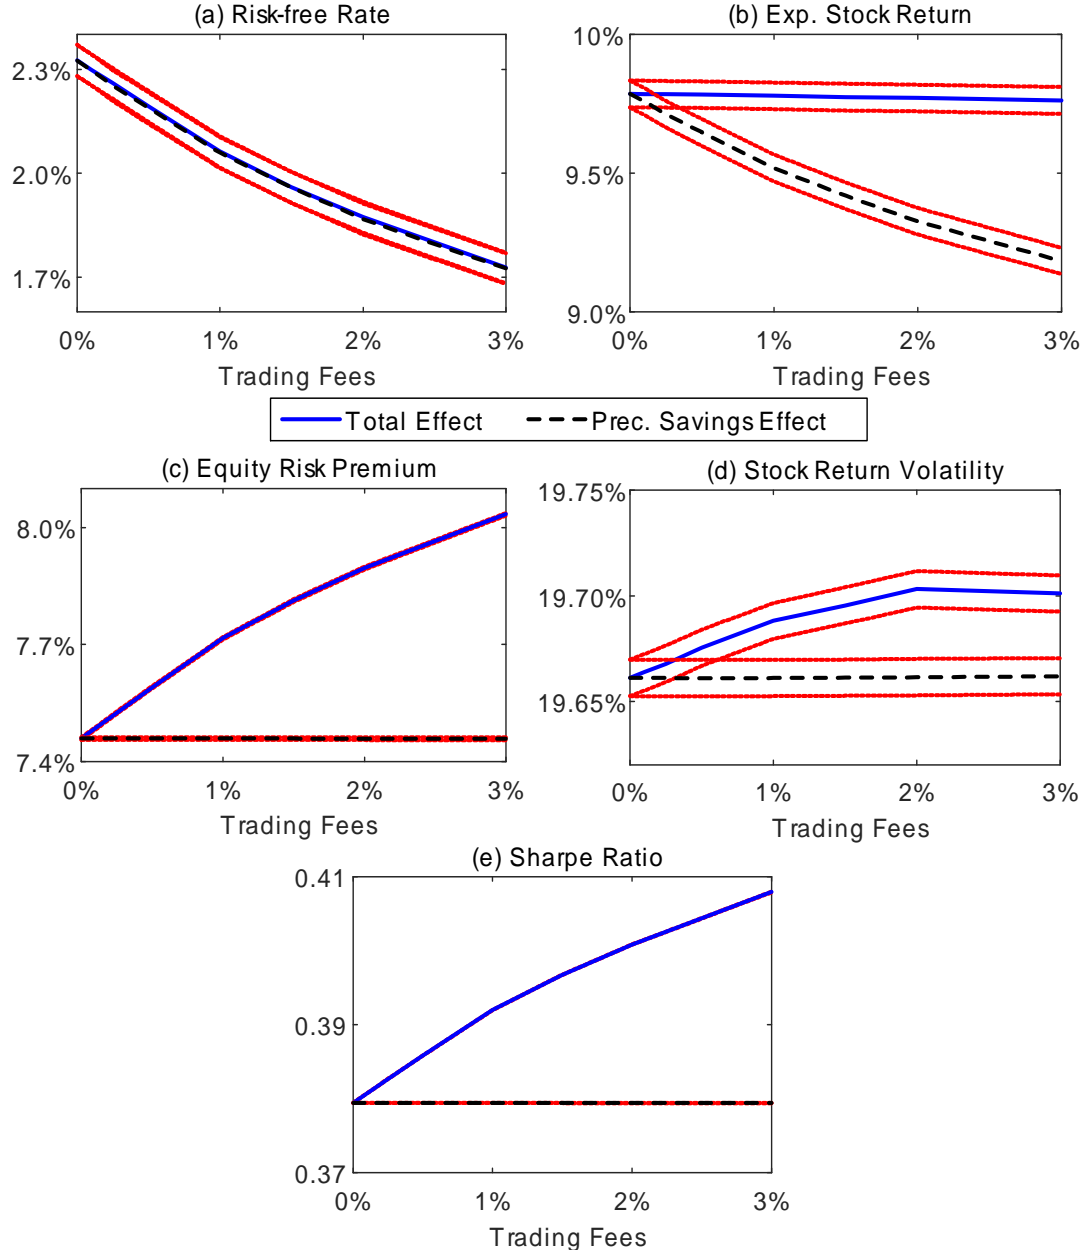 (a) Risk-free Rate
(b) Exp. Stock Return
2.3%
2.0%
1.7%
0% 1% 2% 3%
Trading Fees
10%
9.5%
9.0%
0% 1% 2% 3%
Trading Fees
Total Effect Prec. Savings Effect
(c) Equity Risk Premium
(d) Stock Return Volatility
8.0%
7.7%
7.4%
0% 1% 2% 3%
Trading Fees
19.75%
19.70%
19.65%
0% 1% 2% 3%
Trading Fees
(e) Sharpe Ratio
0.41
0.39
0.37
0% 1% 2% 3%
Trading Fees